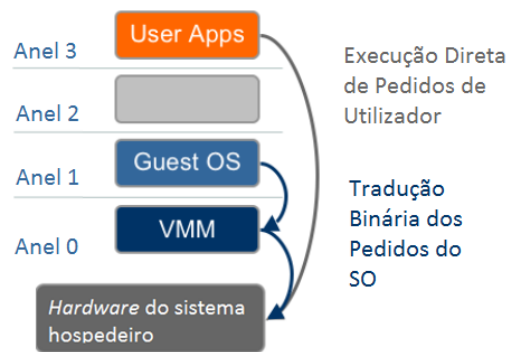 User Apps
Anel 3
Anel 2
Guest OS
Anel 1
VMM
Anel 0
Hardware do sistema
hospedeiro
Execução Direta
de Pedidos de
Utilizador
Tradução
Binária dos
Pedidos do
SO